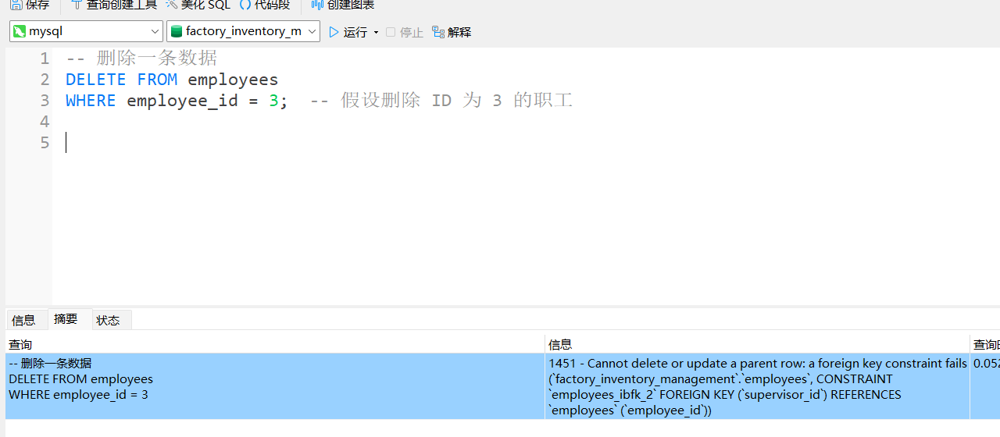 保存 查询创建工具 美化 SQL 代码段 创建图表
mysql factory_inventory_m 运行 停止 解释
1 -- 删除一条数据
2 DELETE FROM employees
3 WHERE employee_id = 3;  -- 假设删除 ID 为 3 的职工
4
5
信息 摘要 状态
查询 信息
-- 删除一条数据 1451 - Cannot delete or update a parent row: a foreign key constraint fails 0.052
DELETE FROM employees (`factory_inventory_management`.`employees`, CONSTRAINT
WHERE employee_id = 3 `employees_ibfk_2` FOREIGN KEY (`supervisor_id`) REFERENCES
`employees` (`employee_id`))